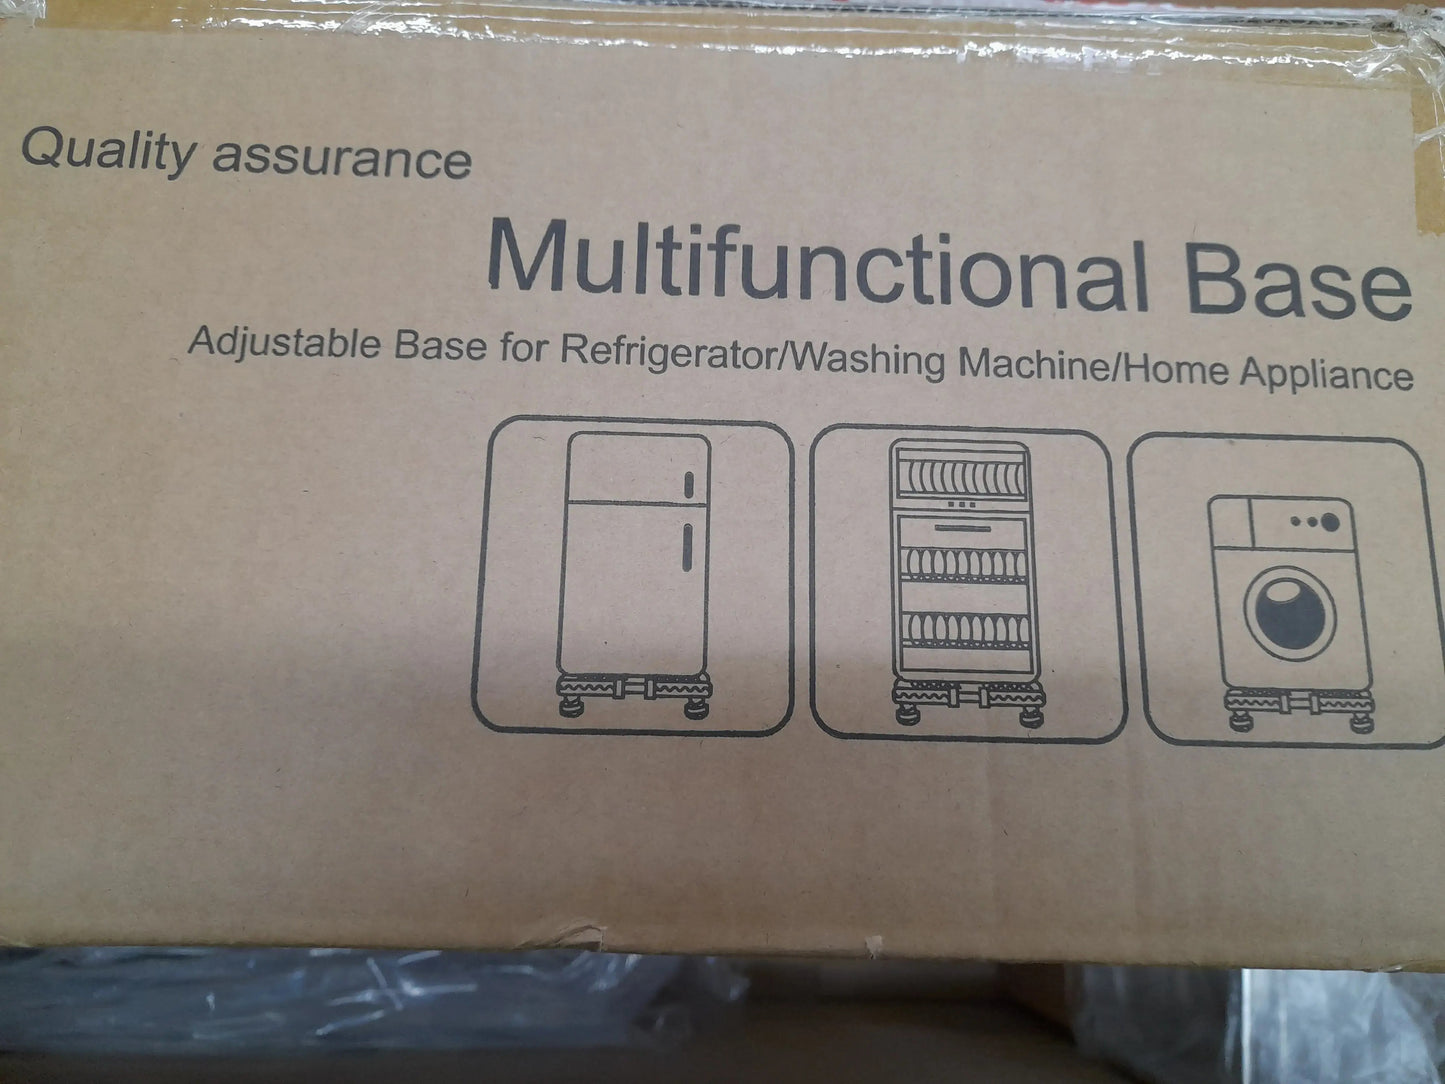 Quality assurance
Multifunctional Base
Adjustable Base for Refrigerator/Washing Machine/Home Appliance